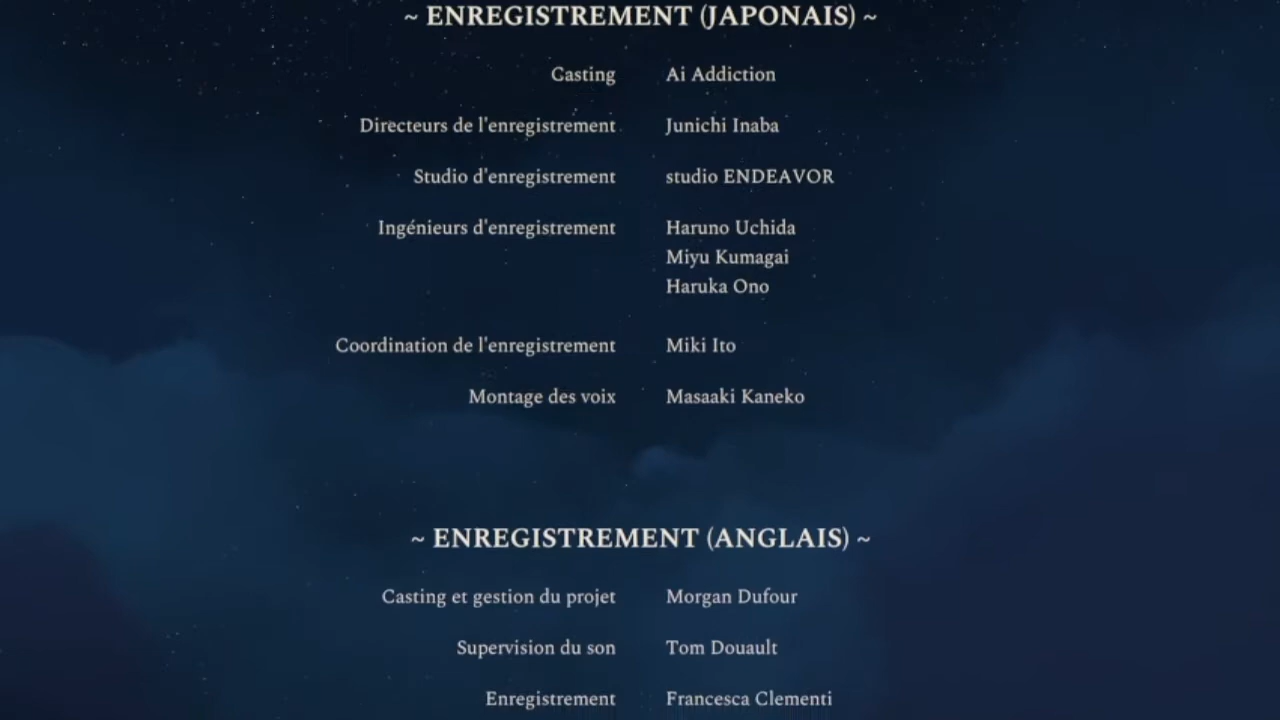 ~ ENREGISTREMENT (JAPONAIS) ~
Casting Ai Addiction
Directeurs de l'enregistrement Junichi Inaba
Studio d'enregistrement studio ENDEAVOR
Ingénieurs d'enregistrement Haruno Uchida
Miyu Kumagai
Haruka Ono
Coordination de l'enregistrement Miki Ito
Montage des voix Masaaki Kaneko
~ ENREGISTREMENT (ANGLAIS) ~
Casting et gestion du projet Morgan Dufour
Supervision du son Tom Douault
Enregistrement Francesca Clementi